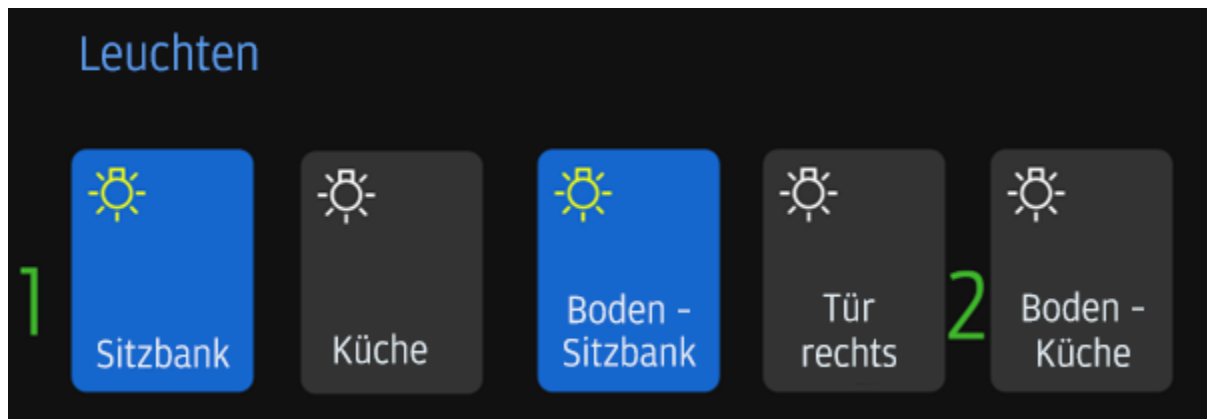 Leuchten
1
Sitzbank
Küche
Boden -
Sitzbank
Tür
rechts
2
Boden -
Küche